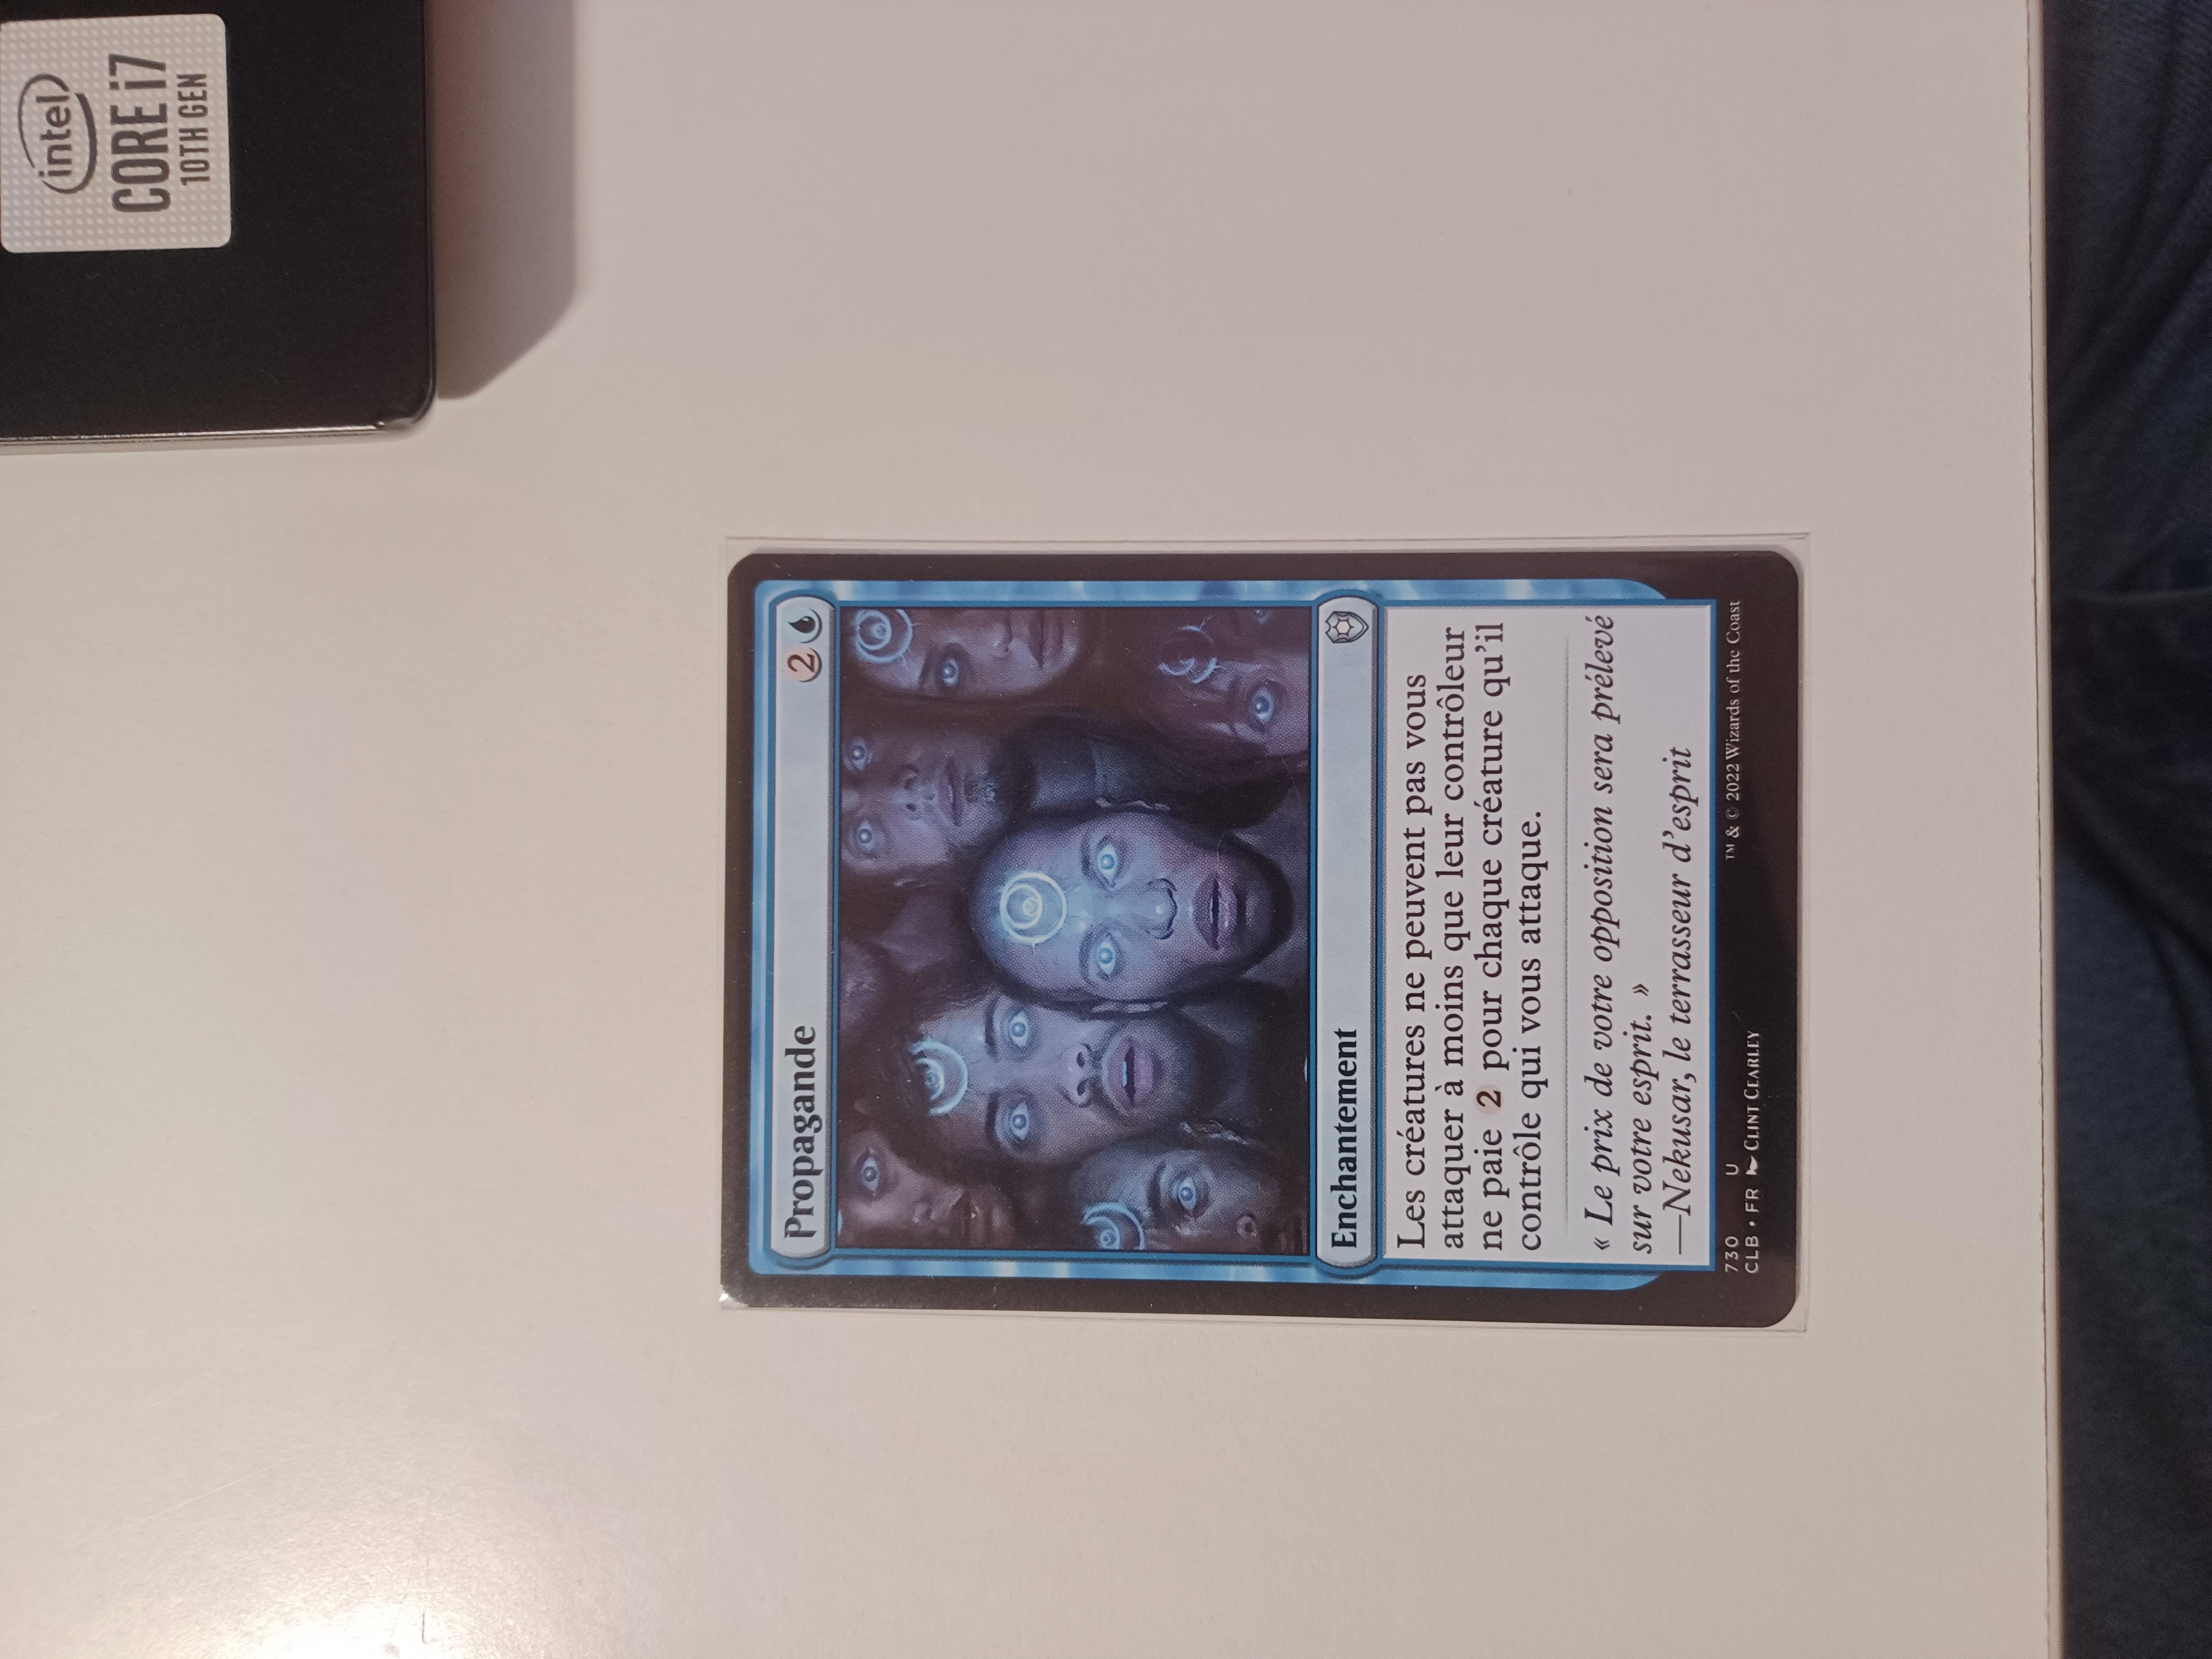 intel
CORE i7
10TH GEN
Propagande 2
Enchantement
Les créatures ne peuvent pas vous
attaquer à moins que leur contrôleur
ne paie 2 pour chaque créature qu'il
contrôle qui vous attaque.
« Le prix de votre opposition sera prélevé
sur votre esprit. »
—Nekusar, le terrasseur d'esprit
730 U ™ & © 2022 Wizards of the Coast
CLB • FR CLINT CEARLEY